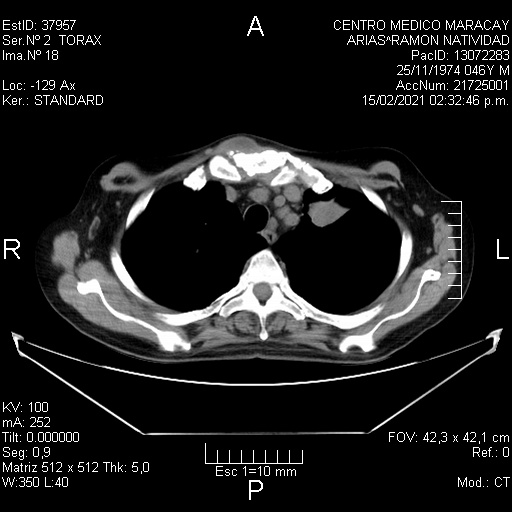 EstID: 37957
Ser.Nº 2 TORAX
Ima.Nº 18
Loc: -129 Ax
Ker.: STANDARD
A
CENTRO MEDICO MARACAY
ARIAS^RAMON NATIVIDAD
PacID: 13072283
25/11/1974 046Y M
AccNum: 21725001
15/02/2021 02:32:46 p.m.
R
L
KV: 100
mA: 252
Tilt: 0.000000
Seg: 0,9
Matriz 512 x 512 Thk: 5,0
W:350 L:40
Esc 1=10 mm
P
FOV: 42,3 x 42,1 cm
Ref.: 0
Mod.: CT